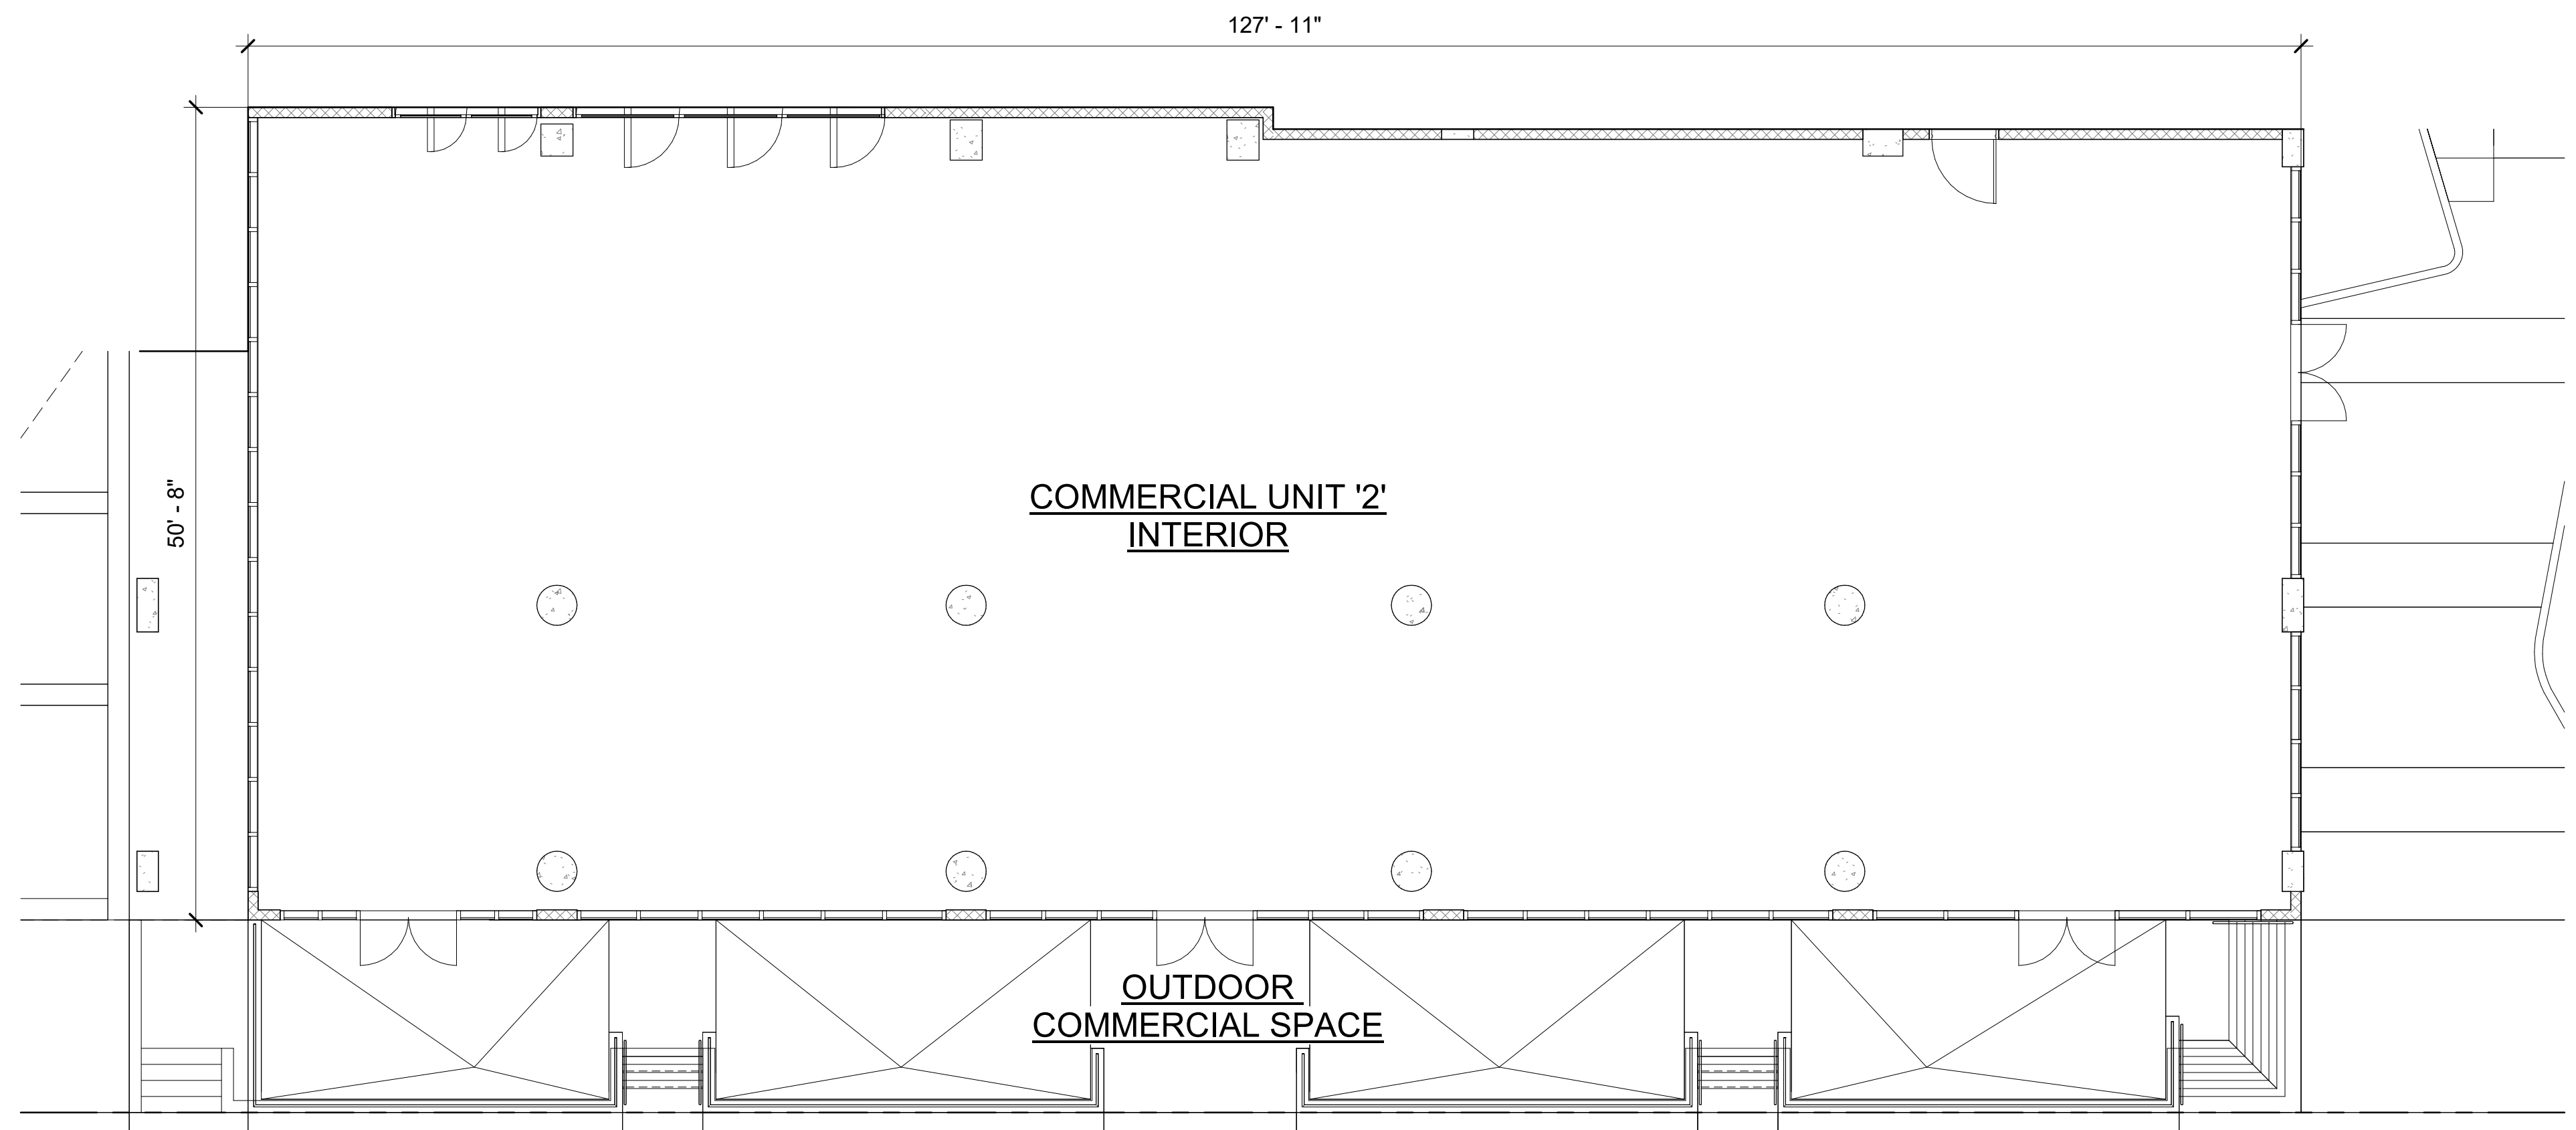 127' - 11"
50' - 8"
COMMERCIAL UNIT '2'
INTERIOR
OUTDOOR
COMMERCIAL SPACE